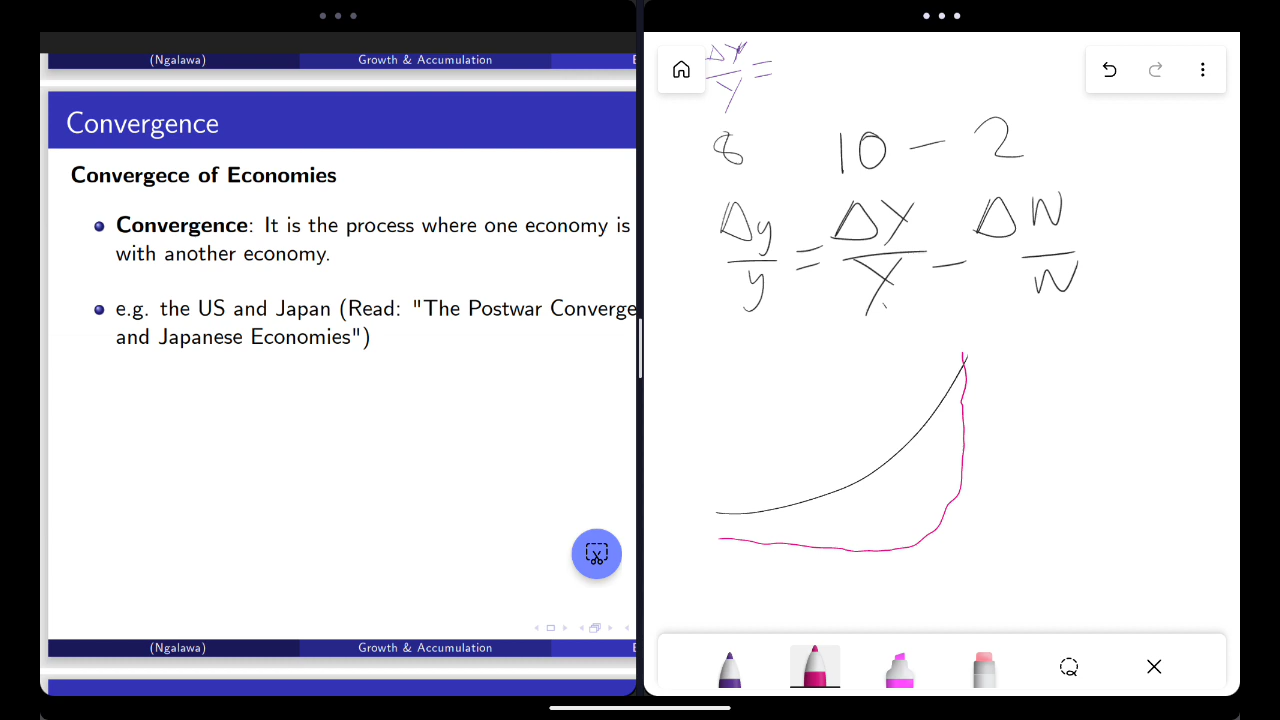 (Ngalawa) Growth & Accumulation E
Convergence
Convergece of Economies
Convergence: It is the process where one economy is
with another economy.
e.g. the US and Japan (Read: "The Postwar Converge
and Japanese Economies")
(Ngalawa) Growth & Accumulation E
ΔY/Y =
8 10 − 2
Δy/y = ΔY/Y − ΔN/N